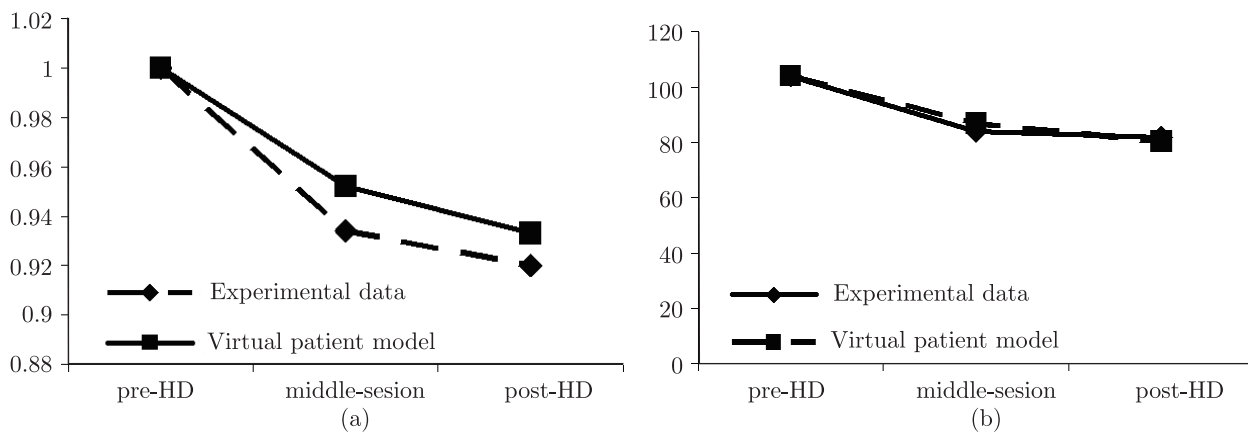 1.02
1
0.98
0.96
0.94
0.92
0.9
0.88
Experimental data
Virtual patient model
pre-HD
middle-sesion
post-HD
(a)
120
100
80
60
40
20
0
Experimental data
Virtual patient model
pre-HD
middle-sesion
post-HD
(b)